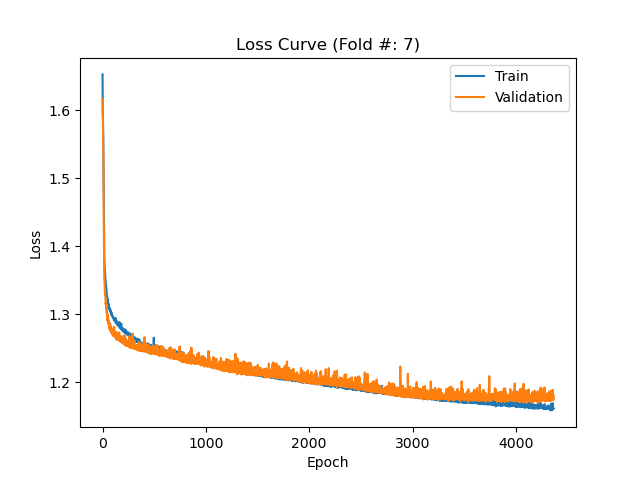 Loss Curve (Fold #: 7)
Train
Validation
1.6
1.5
1.4
1.3
1.2
Loss
0 1000 2000 3000 4000
Epoch